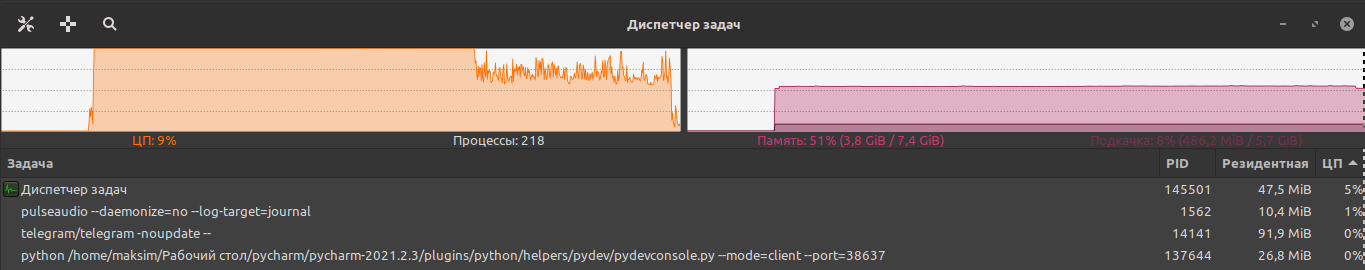 Диспетчер задач
ЦП: 9% Процессы: 218 Память: 51% (3,8 GiB / 7,4 GiB) Подкачка: 8% (486,2 MiB / 5,7 GiB)
Задача PID Резидентная ЦП
Диспетчер задач 145501 47,5 MiB 5%
pulseaudio --daemonize=no --log-target=journal 1562 10,4 MiB 1%
telegram/telegram -noupdate -- 14141 91,9 MiB 0%
python /home/maksim/Рабочий стол/pycharm/pycharm-2021.2.3/plugins/python/helpers/pydev/pydevconsole.py --mode=client --port=38637 137644 26,8 MiB 0%